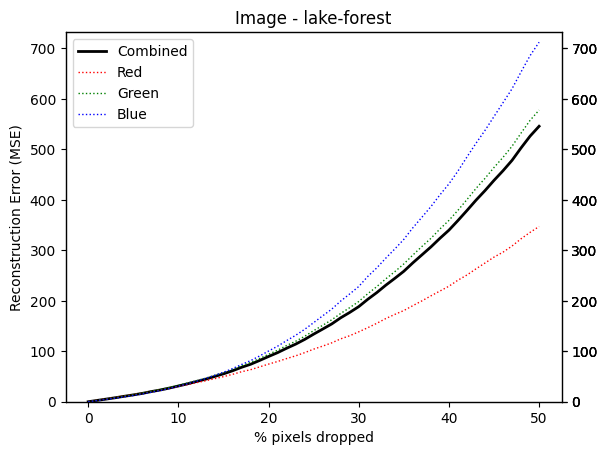 Image - lake-forest
Combined
Red
Green
Blue
Reconstruction Error (MSE)
700
600
500
400
300
200
100
0
700
600
500
400
300
200
100
0
0 10 20 30 40 50
% pixels dropped